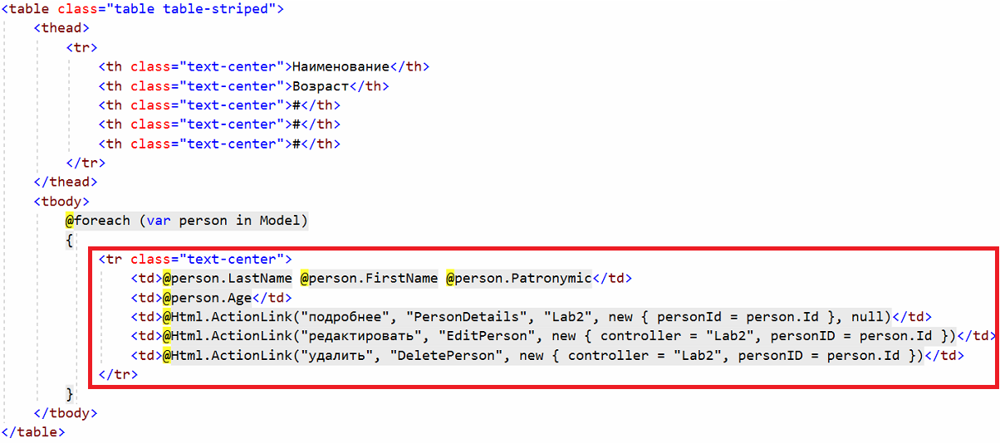 <table class="table table-striped">
<thead>
<tr>
<th class="text-center">Наименование</th>
<th class="text-center">Возраст</th>
<th class="text-center">#</th>
<th class="text-center">#</th>
<th class="text-center">#</th>
</tr>
</thead>
<tbody>
@foreach (var person in Model)
{
<tr class="text-center">
<td>@person.LastName @person.FirstName @person.Patronymic</td>
<td>@person.Age</td>
<td>@Html.ActionLink("подробнее", "PersonDetails", "Lab2", new { personId = person.Id }, null)</td>
<td>@Html.ActionLink("редактировать", "EditPerson", new { controller = "Lab2", personID = person.Id })</td>
<td>@Html.ActionLink("удалить", "DeletePerson", new { controller = "Lab2", personID = person.Id })</td>
</tr>
}
</tbody>
</table>